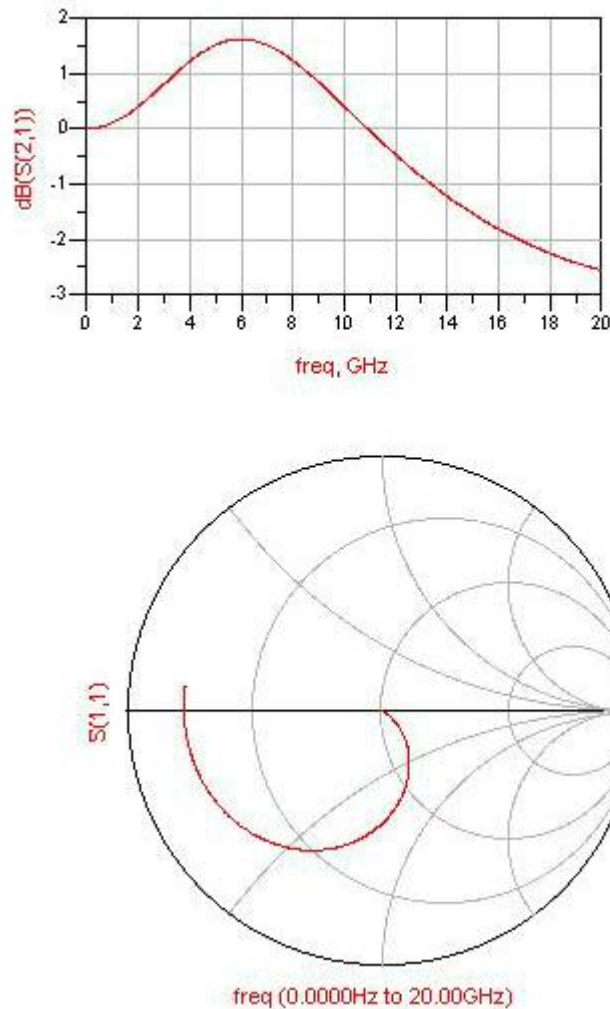 2
1
0
-1
-2
-3
dB(S(2,1))
0 2 4 6 8 10 12 14 16 18 20
freq, GHz
S(1,1)
freq (0.0000Hz to 20.00GHz)